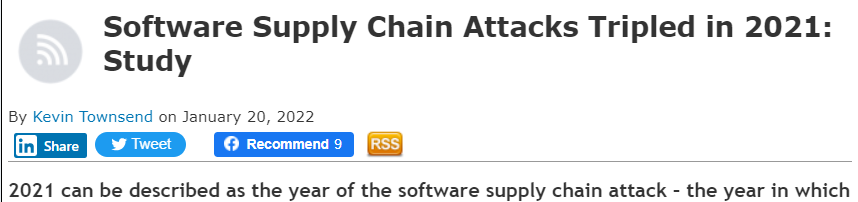 Software Supply Chain Attacks Tripled in 2021:
Study
By Kevin Townsend on January 20, 2022
in Share Tweet Recommend 9 RSS
2021 can be described as the year of the software supply chain attack – the year in which